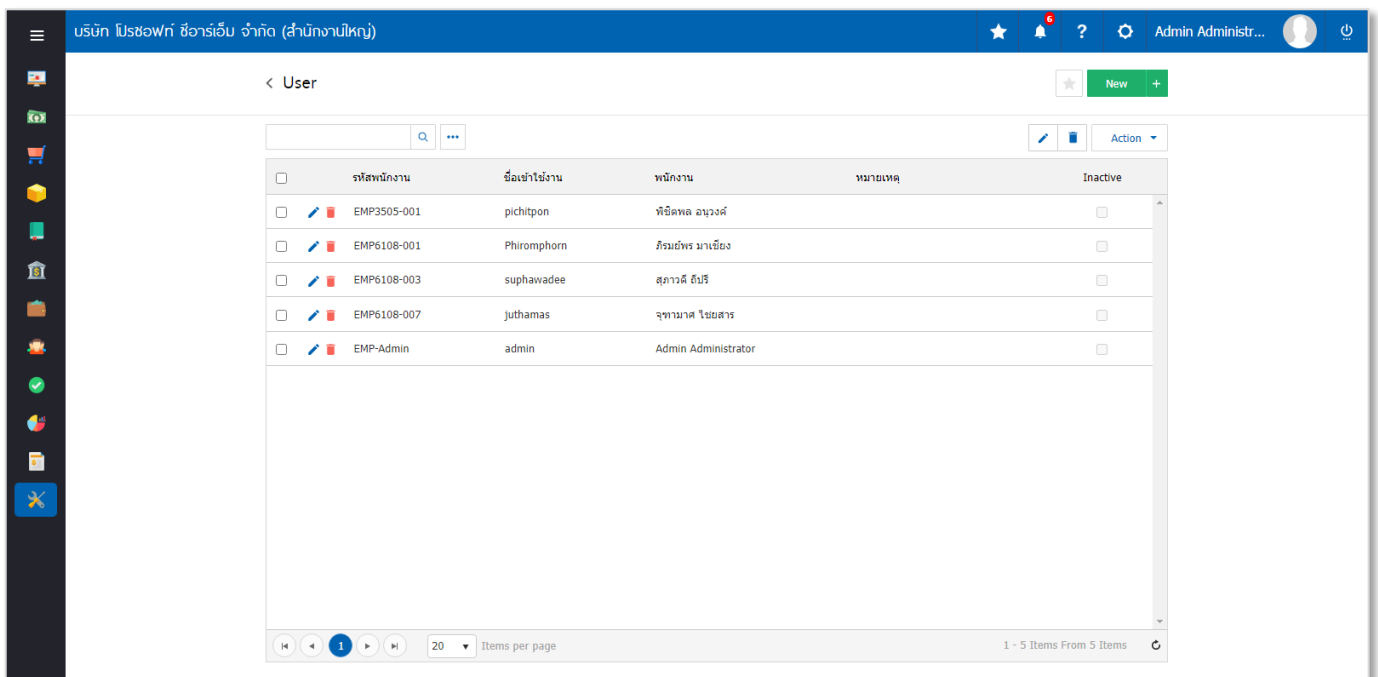 บริษัท โปรซอฟท์ ซีอาร์เอ็ม จำกัด (สำนักงานใหญ่) 6 ? Admin Administr...
< User New +
Action
รหัสพนักงาน ชื่อเข้าใช้งาน พนักงาน หมายเหตุ Inactive
EMP3505-001 pichitpon พิชิตพล อนุวงค์
EMP6108-001 Phiromphorn ภิรมย์พร มาเชียง
EMP6108-003 suphawadee สุภาวดี ถีปรี
EMP6108-007 juthamas จุฑามาศ ไชยสาร
EMP-Admin admin Admin Administrator
1 20 Items per page 1 - 5 Items From 5 Items